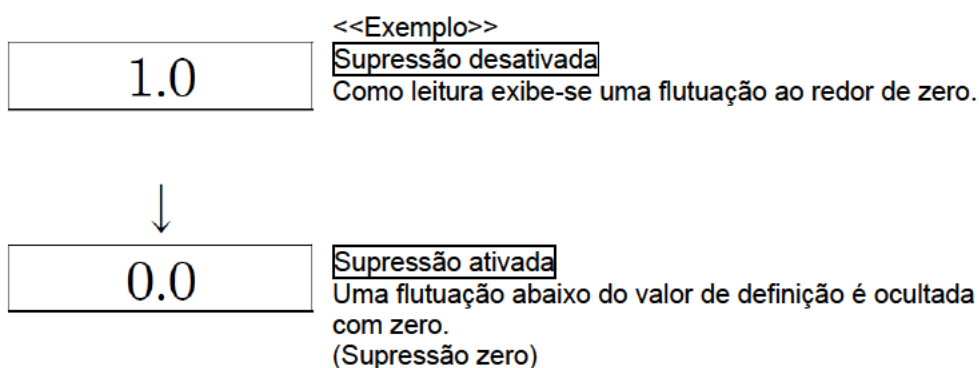 <<Exemplo>>
Supressão desativada
1.0
Como leitura exibe-se uma flutuação ao redor de zero.
↓
0.0
Supressão ativada
Uma flutuação abaixo do valor de definição é ocultada
com zero.
(Supressão zero)